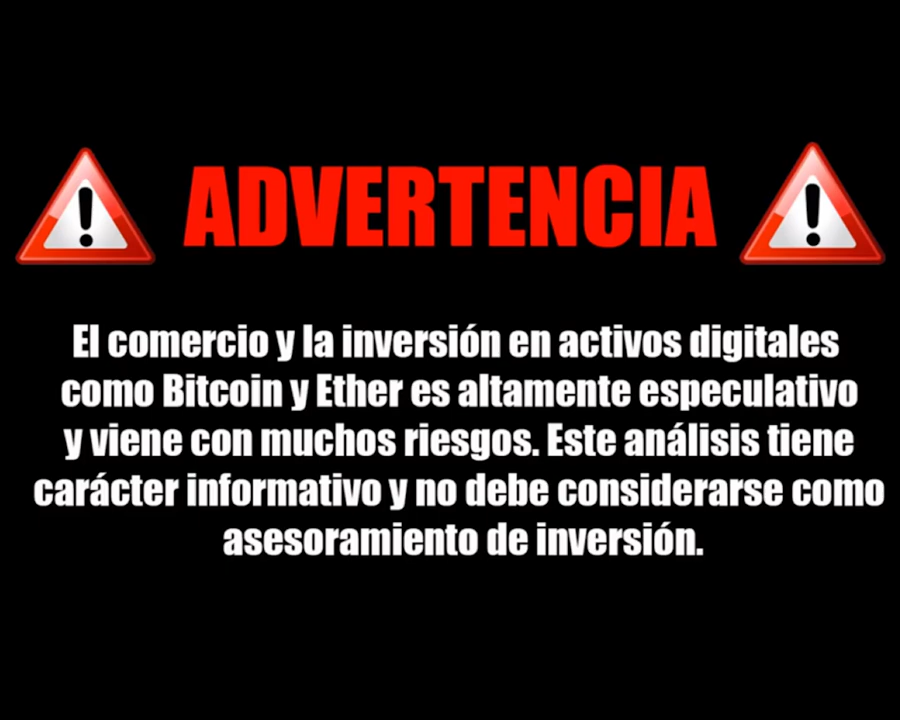 ADVERTENCIA
El comercio y la inversión en activos digitales
como Bitcoin y Ether es altamente especulativo
y viene con muchos riesgos. Este análisis tiene
carácter informativo y no debe considerarse como
asesoramiento de inversión.